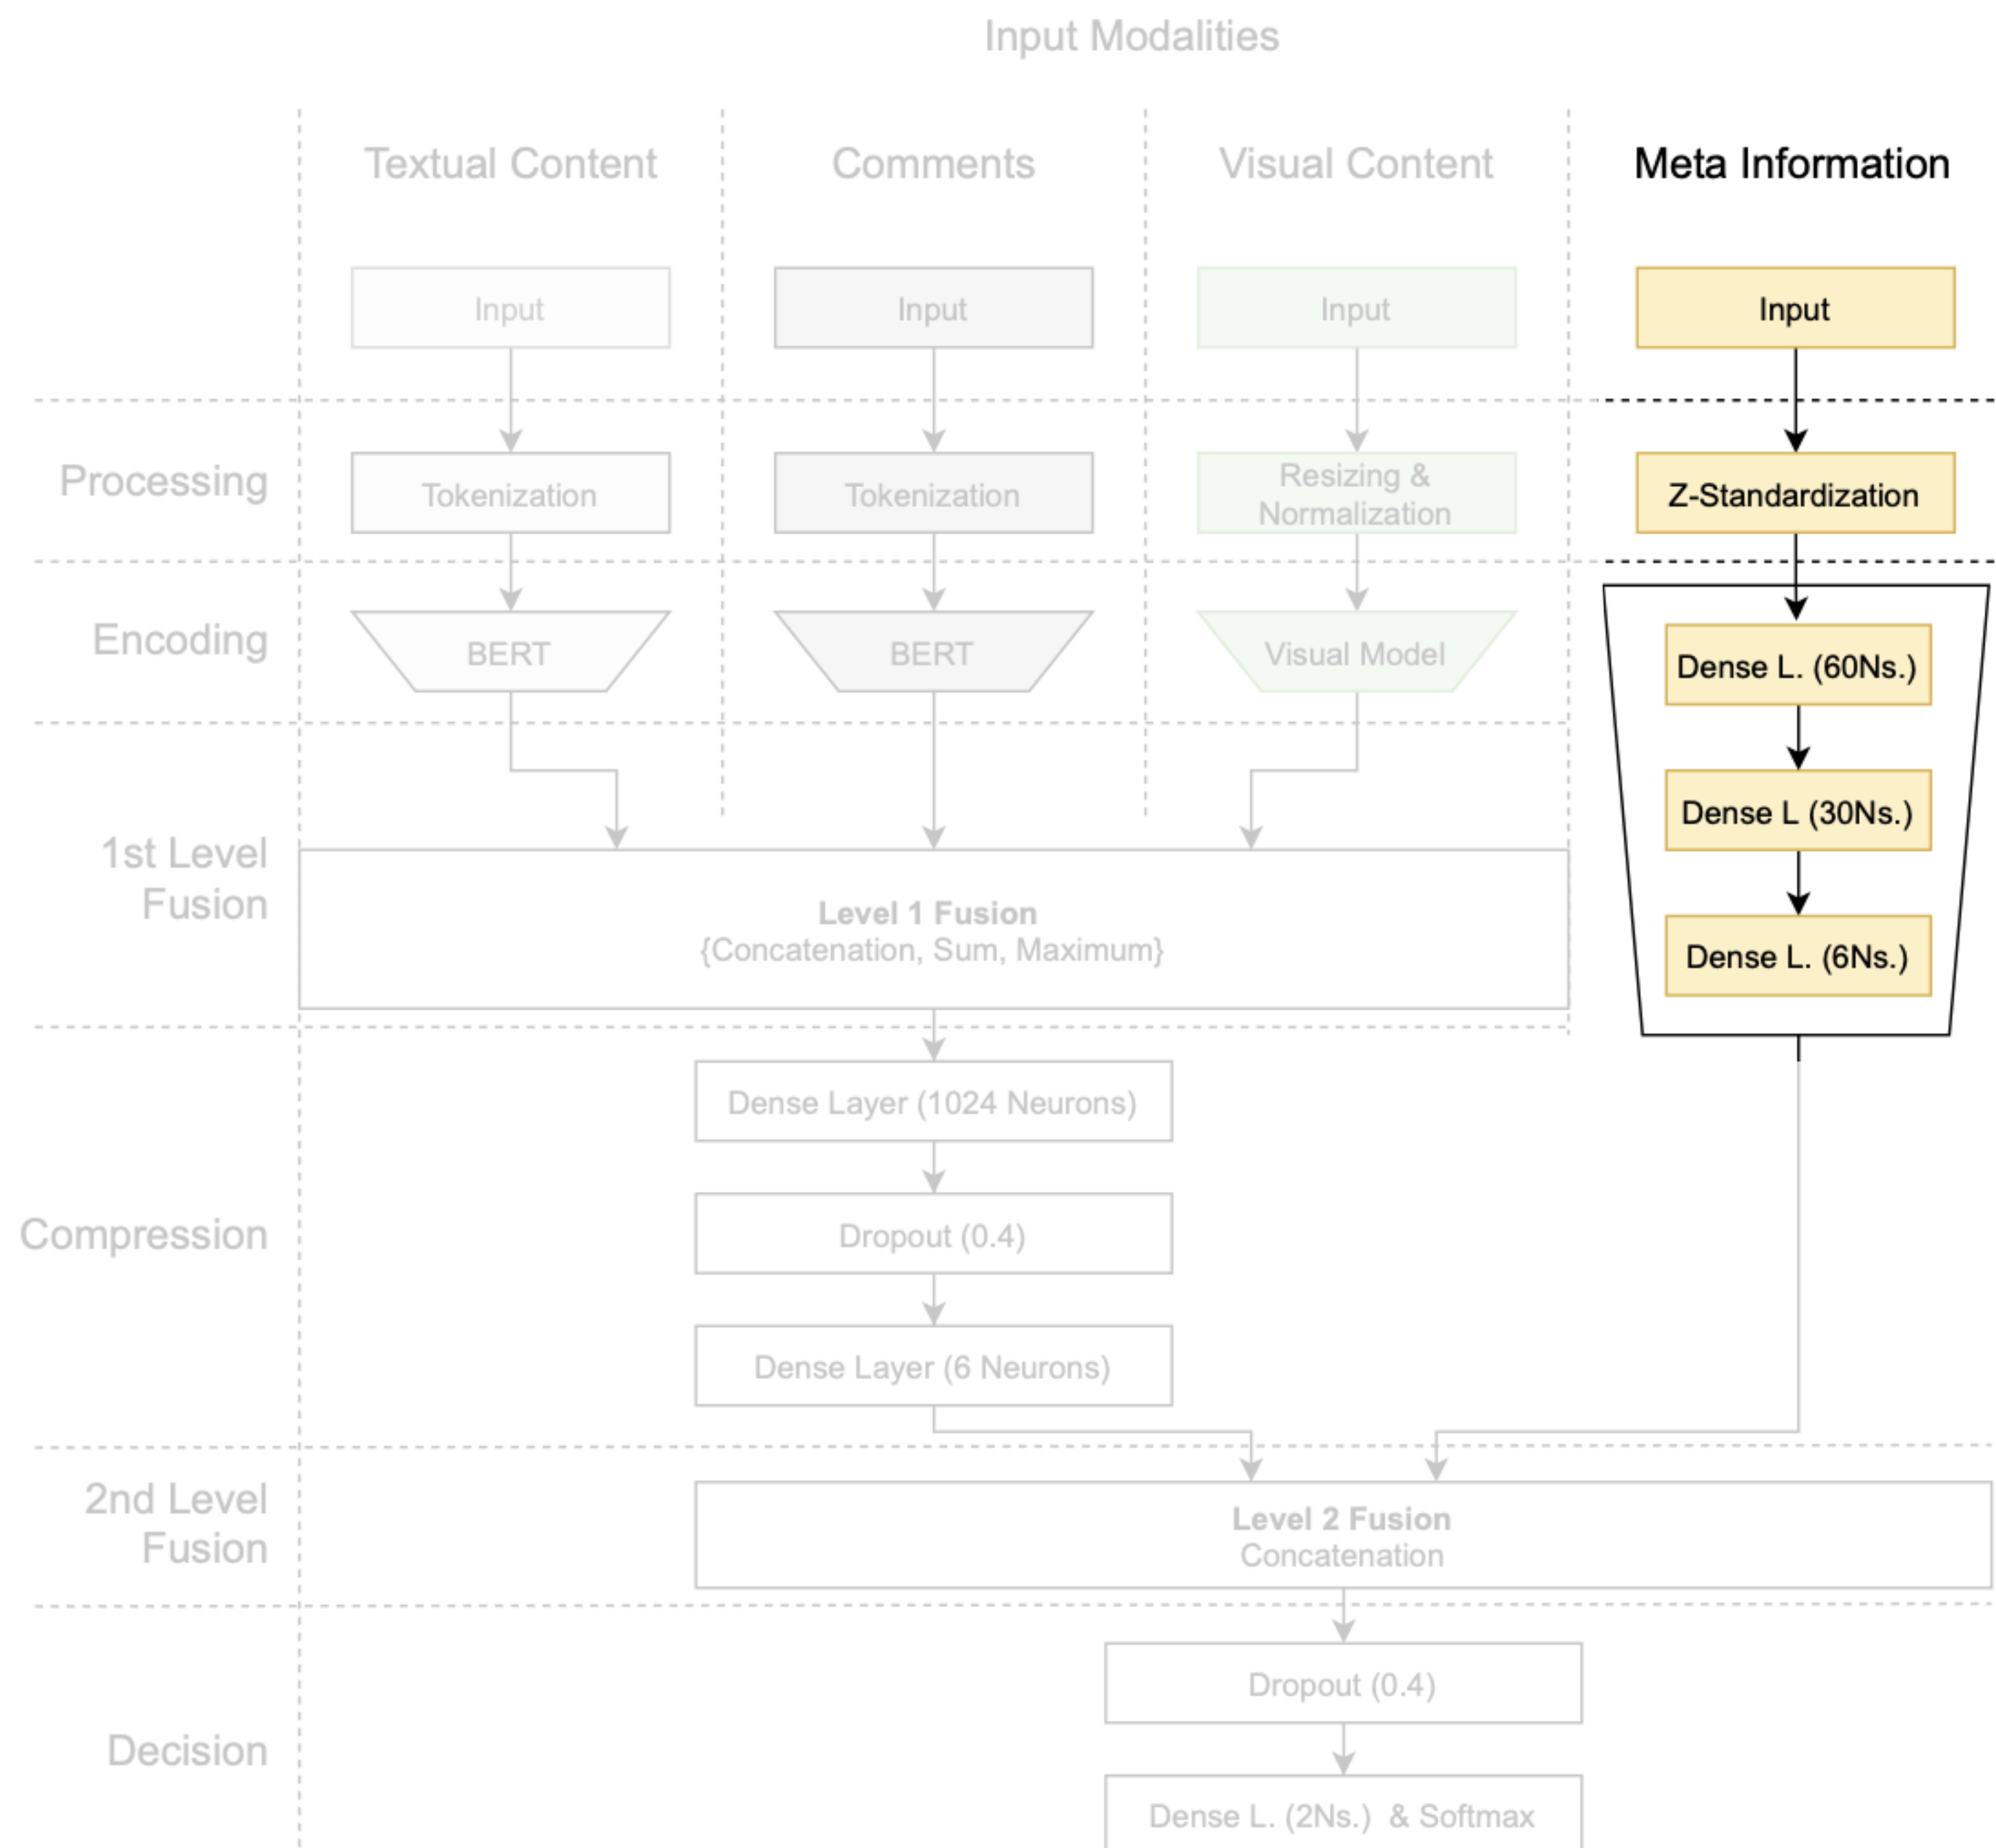 Input Modalities
Textual Content
Comments
Visual Content
Meta Information
Input
Input
Input
Input
Processing
Tokenization
Tokenization
Resizing &
Normalization
Z-Standardization
Encoding
BERT
BERT
Visual Model
Dense L. (60Ns.)
Dense L (30Ns.)
Dense L. (6Ns.)
1st Level
Fusion
Level 1 Fusion
{Concatenation, Sum, Maximum}
Compression
Dense Layer (1024 Neurons)
Dropout (0.4)
Dense Layer (6 Neurons)
2nd Level
Fusion
Level 2 Fusion
Concatenation
Decision
Dropout (0.4)
Dense L. (2Ns.) & Softmax